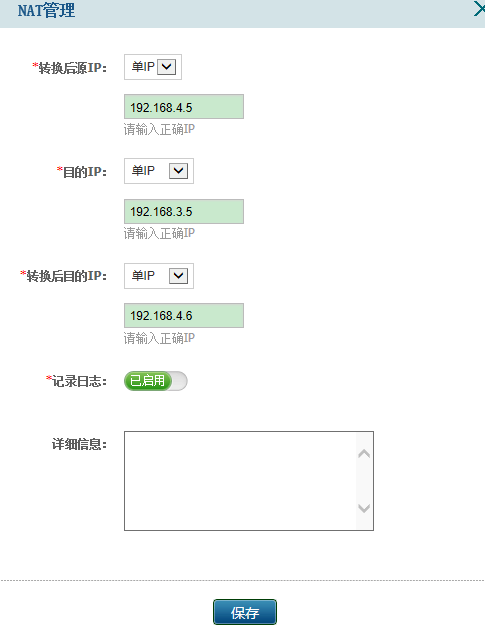 NAT管理
*转换后源IP： 单IP
192.168.4.5
请输入正确IP
*目的IP： 单IP
192.168.3.5
请输入正确IP
*转换后目的IP： 单IP
192.168.4.6
请输入正确IP
*记录日志： 已启用
详细信息：
保存